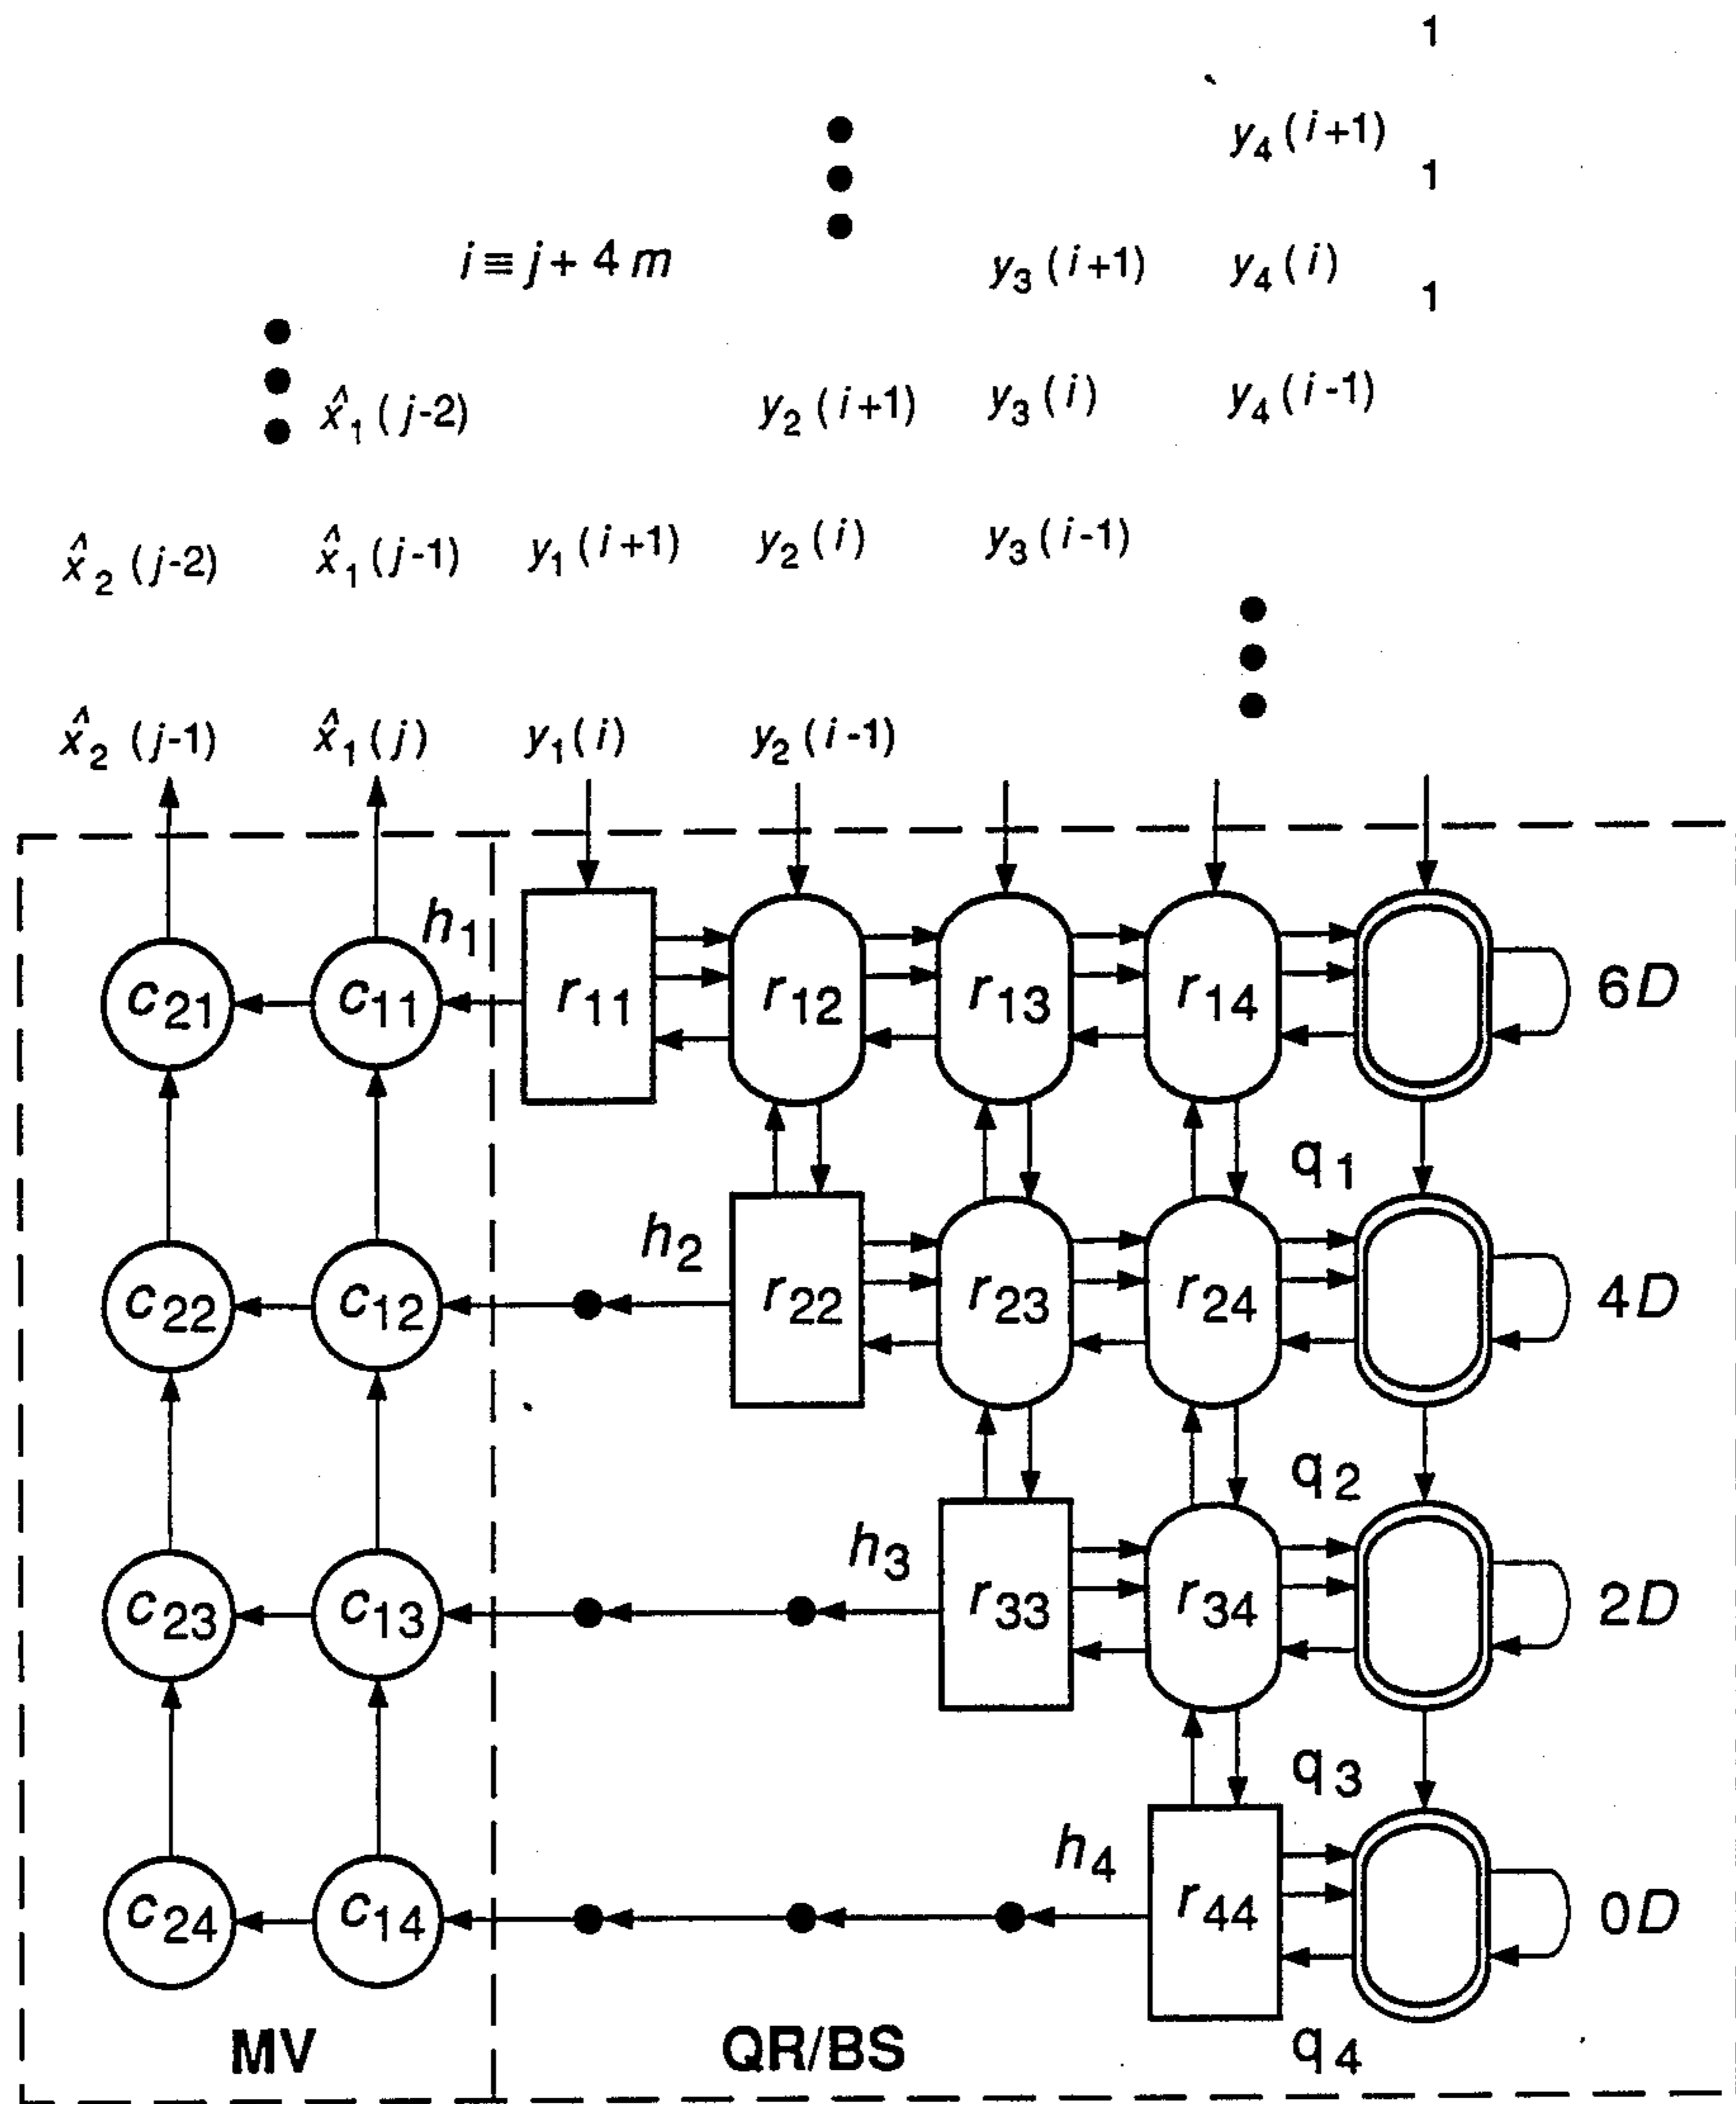 1
y₄(i+1)
1
i ≡ j + 4m
y₃(i+1) y₄(i)
1
x̂₁(j-2) y₂(i+1) y₃(i) y₄(i-1)
x̂₂(j-2) x̂₁(j-1) y₁(i+1) y₂(i) y₃(i-1)
x̂₂(j-1) x̂₁(j) y₁(i) y₂(i-1)
h₁
c₂₁ c₁₁ r₁₁ r₁₂ r₁₃ r₁₄ 6D
q₁
h₂
c₂₂ c₁₂ r₂₂ r₂₃ r₂₄ 4D
q₂
h₃
c₂₃ c₁₃ r₃₃ r₃₄ 2D
q₃
h₄
c₂₄ c₁₄ r₄₄ 0D
MV QR/BS q₄